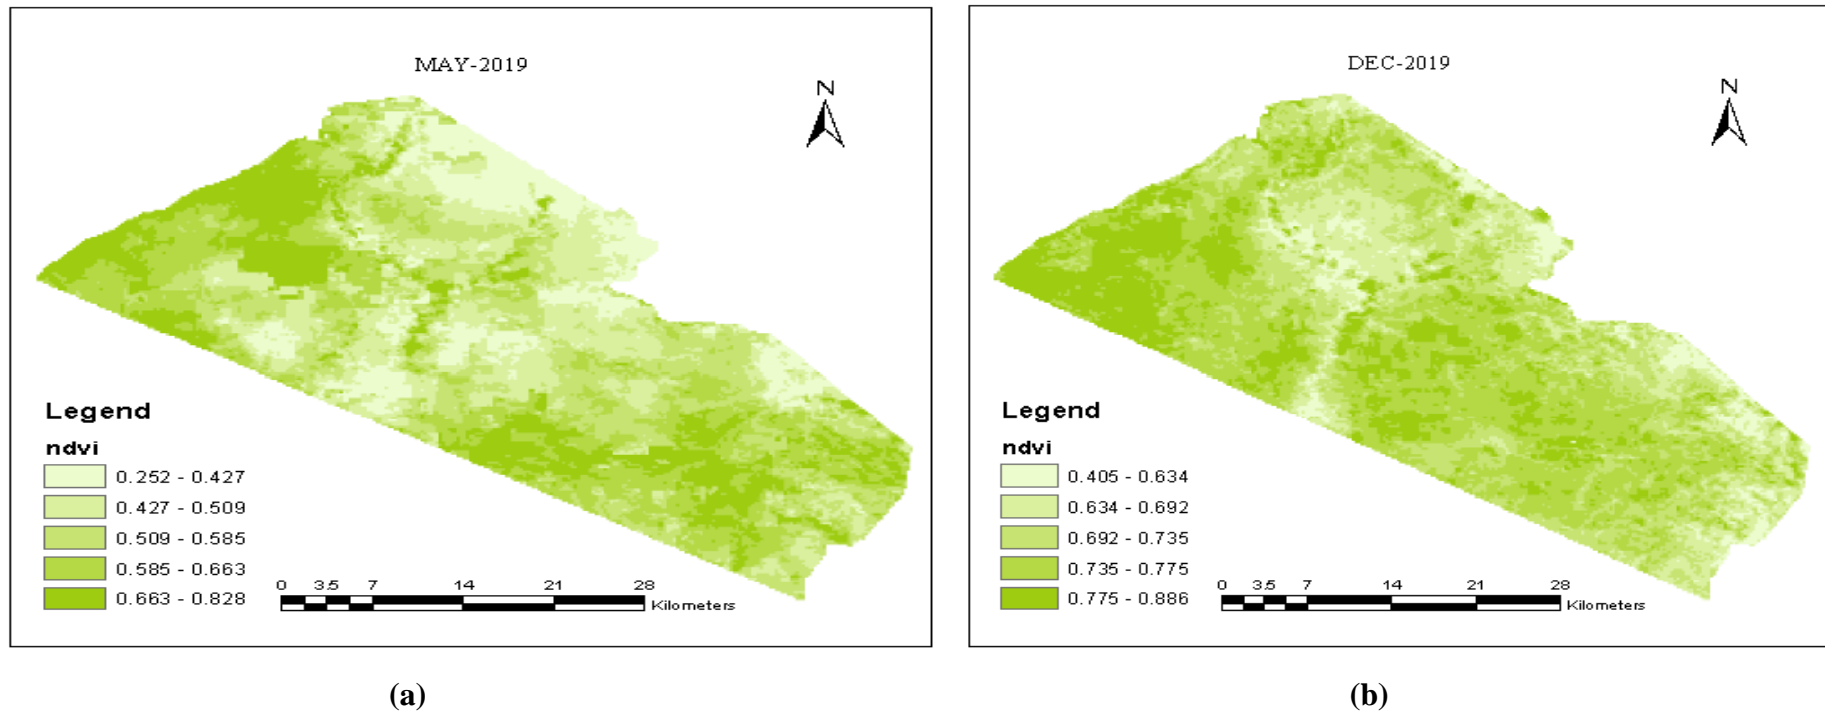 MAY-2019
N
Legend
ndvi
0.252 - 0.427
0.427 - 0.509
0.509 - 0.585
0.585 - 0.663
0.663 - 0.828
0 3.5 7 14 21 28
Kilometers
(a)
DEC-2019
N
Legend
ndvi
0.405 - 0.634
0.634 - 0.692
0.692 - 0.735
0.735 - 0.775
0.775 - 0.886
0 3.5 7 14 21 28
Kilometers
(b)